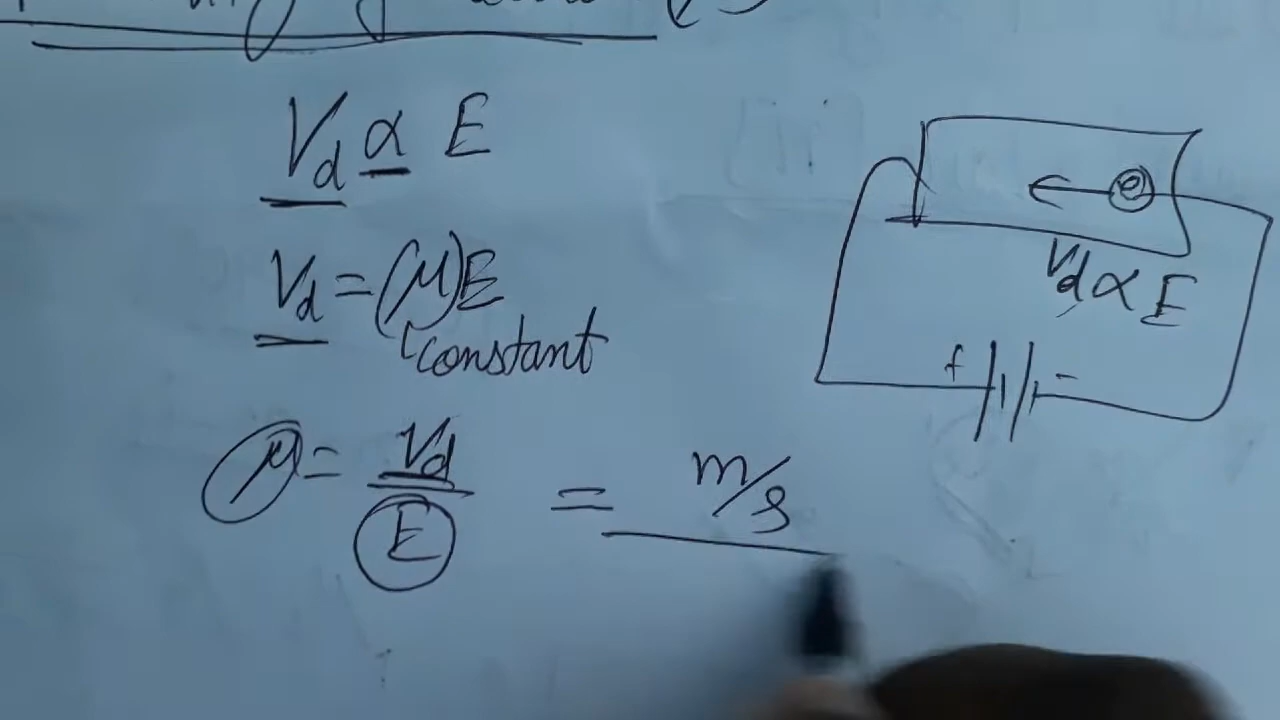 Vd α E
Vd = (μ)E
constant
μ = Vd/E = m/s
e
Vd α E
+ -